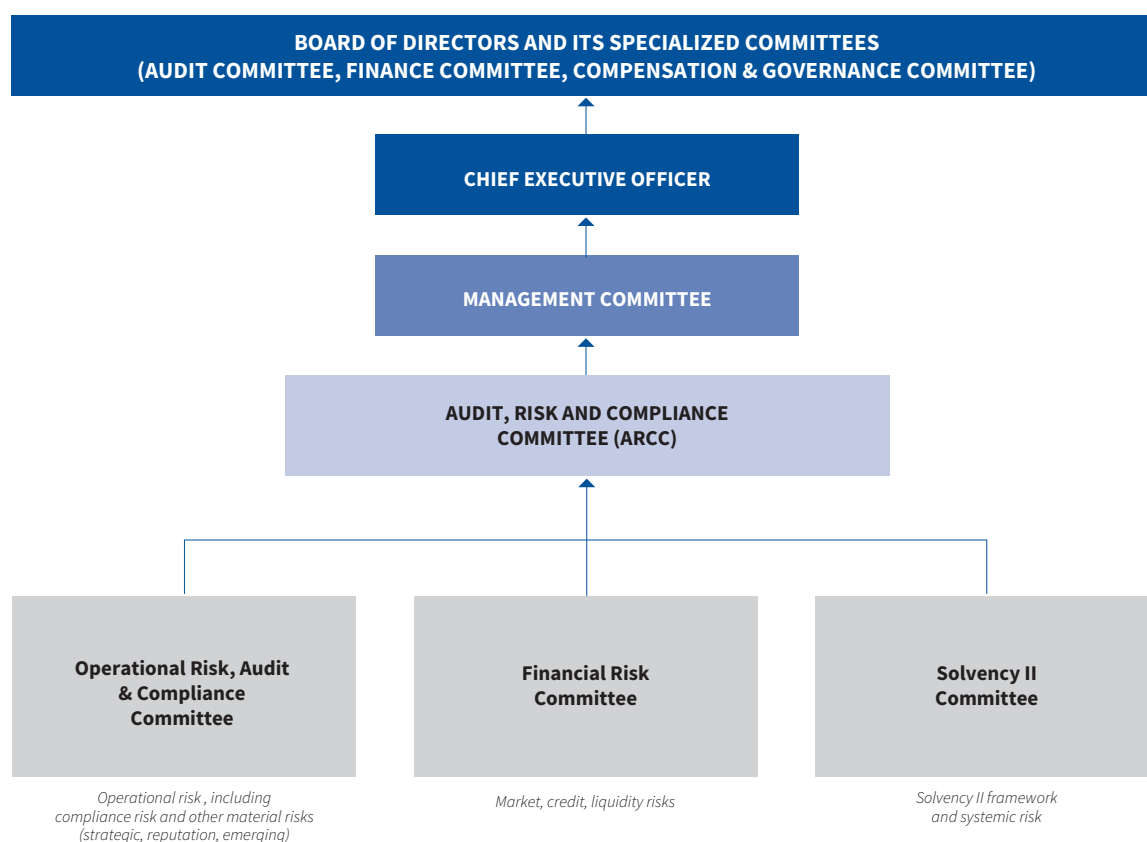 BOARD OF DIRECTORS AND ITS SPECIALIZED COMMITTEES
(AUDIT COMMITTEE, FINANCE COMMITTEE, COMPENSATION & GOVERNANCE COMMITTEE)
CHIEF EXECUTIVE OFFICER
MANAGEMENT COMMITTEE
AUDIT, RISK AND COMPLIANCE
COMMITTEE (ARCC)
Operational Risk, Audit
& Compliance
Committee
Financial Risk
Committee
Solvency II
Committee
Operational risk , including
compliance risk and other material risks
(strategic, reputation, emerging)
Market, credit, liquidity risks
Solvency II framework
and systemic risk